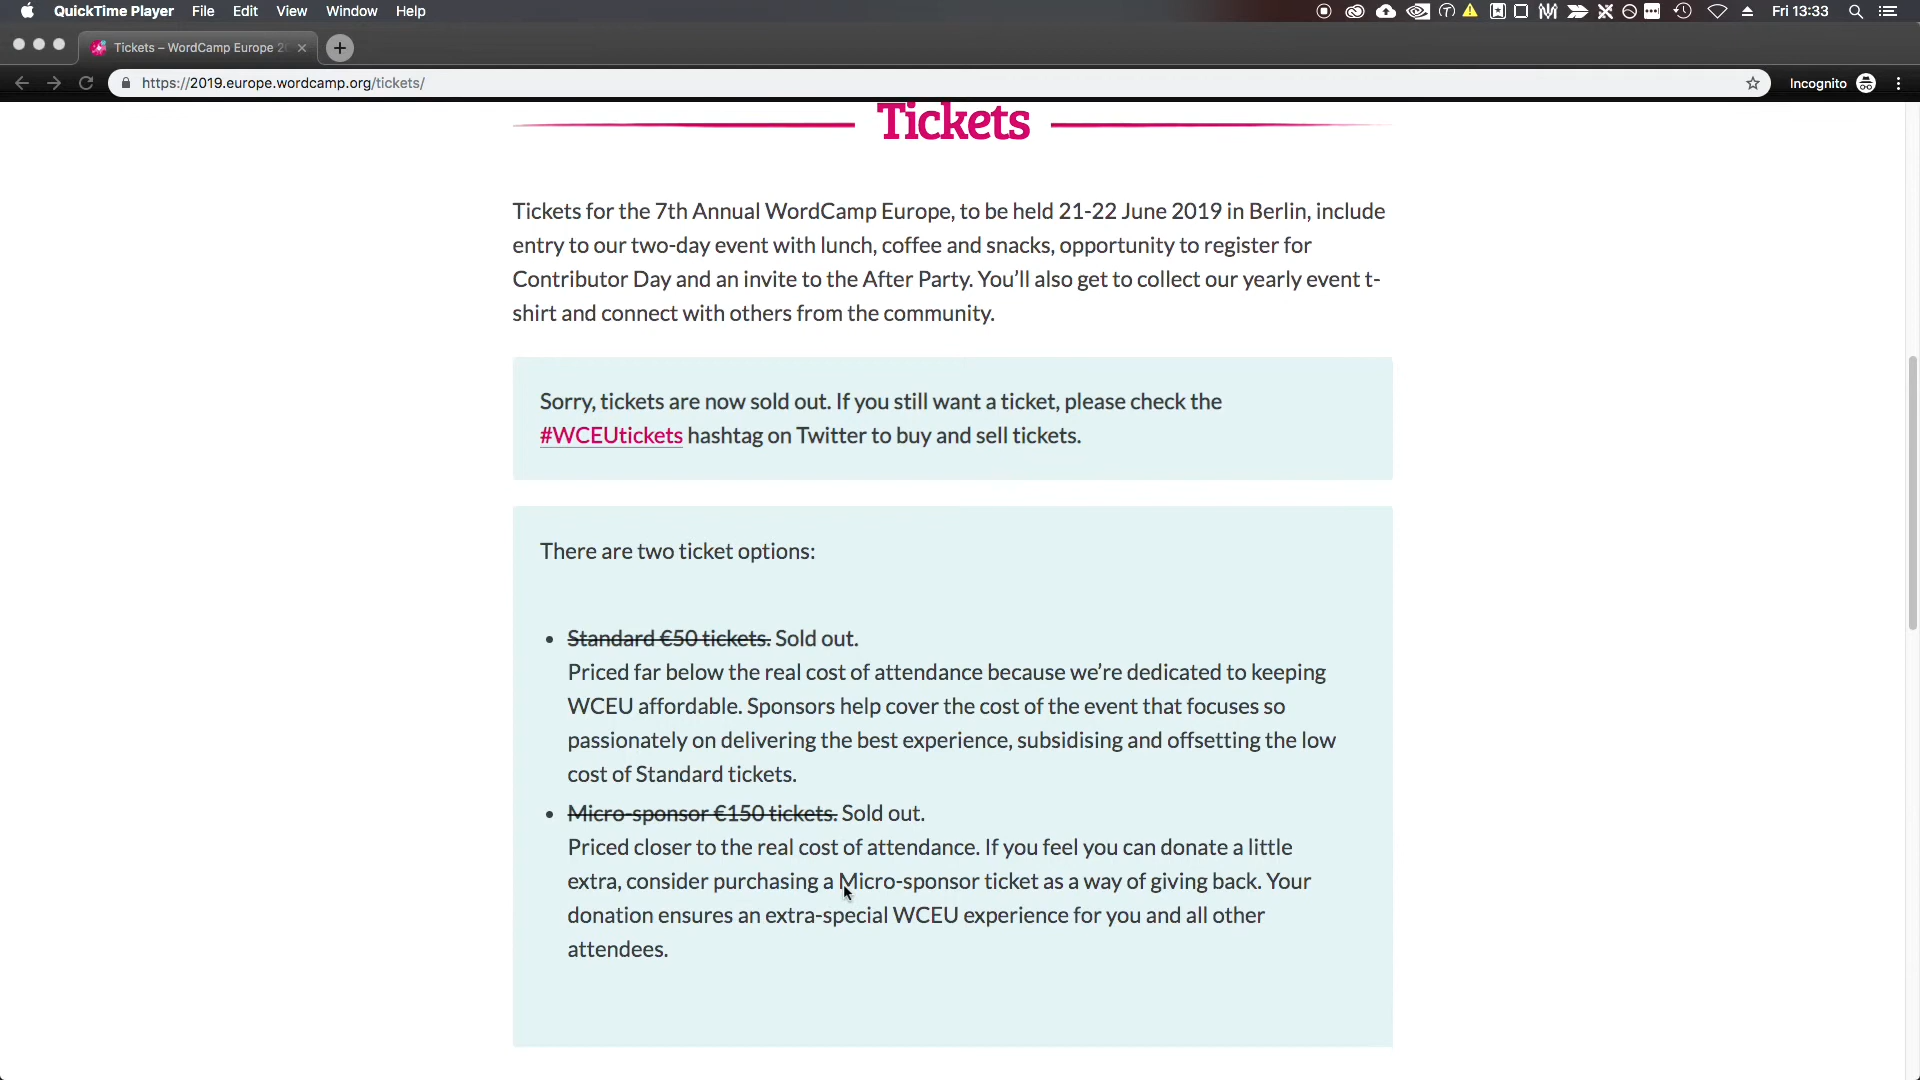 QuickTime Player File Edit View Window Help Fri 13:33
Tickets – WordCamp Europe 2
https://2019.europe.wordcamp.org/tickets/ Incognito
Tickets
Tickets for the 7th Annual WordCamp Europe, to be held 21-22 June 2019 in Berlin, include
entry to our two-day event with lunch, coffee and snacks, opportunity to register for
Contributor Day and an invite to the After Party. You’ll also get to collect our yearly event t-
shirt and connect with others from the community.
Sorry, tickets are now sold out. If you still want a ticket, please check the
#WCEUtickets hashtag on Twitter to buy and sell tickets.
There are two ticket options:
• Standard €50 tickets. Sold out.
Priced far below the real cost of attendance because we’re dedicated to keeping
WCEU affordable. Sponsors help cover the cost of the event that focuses so
passionately on delivering the best experience, subsidising and offsetting the low
cost of Standard tickets.
• Micro-sponsor €150 tickets. Sold out.
Priced closer to the real cost of attendance. If you feel you can donate a little
extra, consider purchasing a Micro-sponsor ticket as a way of giving back. Your
donation ensures an extra-special WCEU experience for you and all other
attendees.